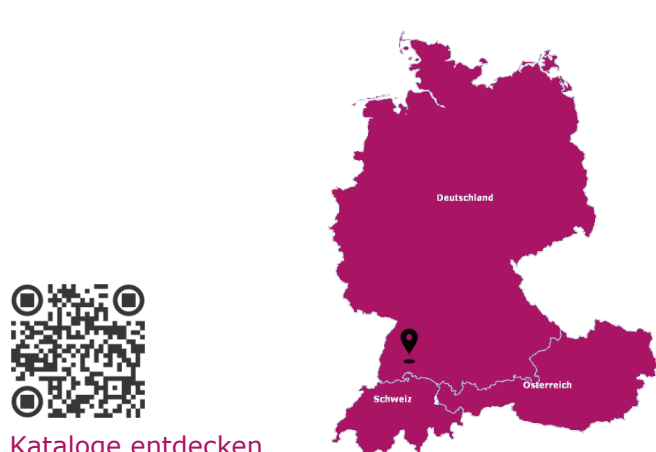 Deutschland
Schweiz
Österreich
Kataloge entdecken